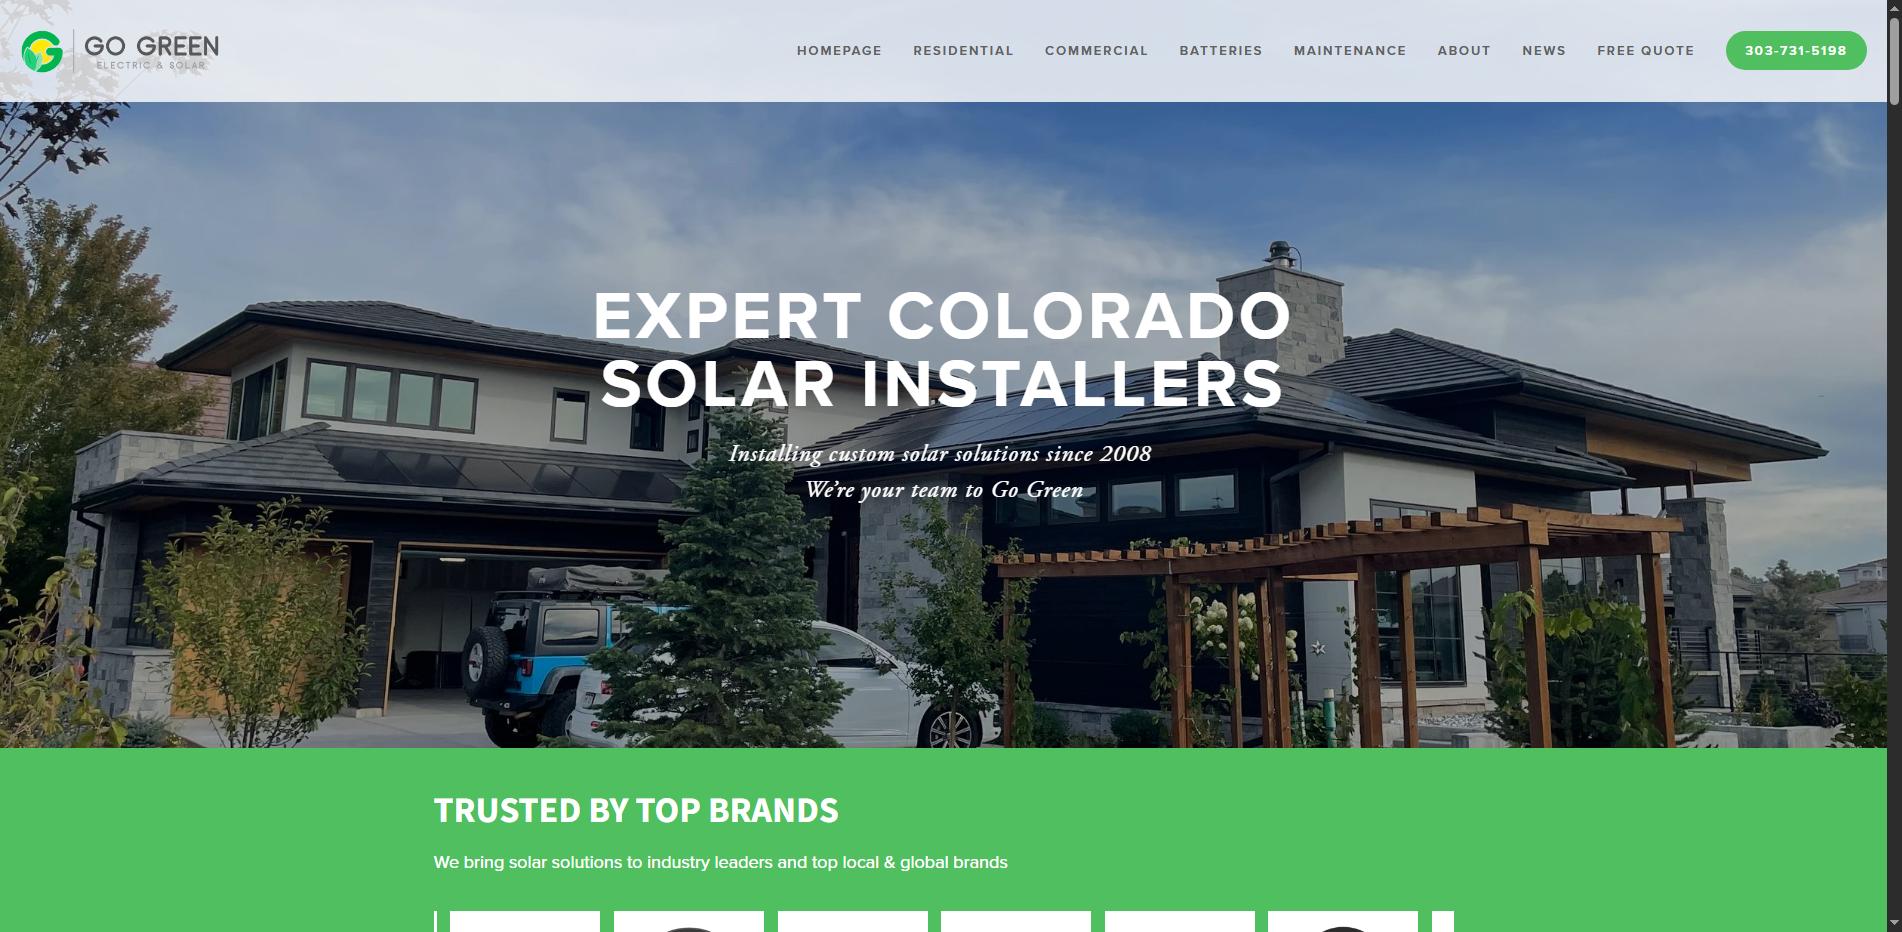 GO GREEN
ELECTRIC & SOLAR
HOMEPAGE
RESIDENTIAL
COMMERCIAL
BATTERIES
MAINTENANCE
ABOUT
NEWS
FREE QUOTE
303-731-5198
EXPERT COLORADO
SOLAR INSTALLERS
Installing custom solar solutions since 2008
We're your team to Go Green
TRUSTED BY TOP BRANDS
We bring solar solutions to industry leaders and top local & global brands